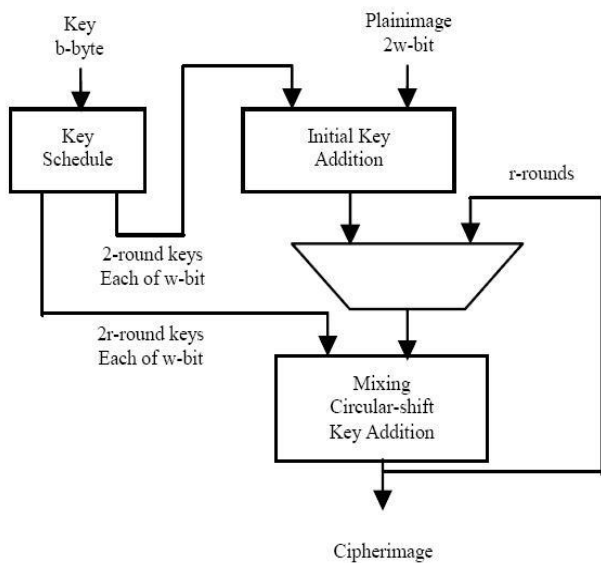 Key
b-byte
Plainimage
2w-bit
Key
Schedule
Initial Key
Addition
r-rounds
2-round keys
Each of w-bit
2r-round keys
Each of w-bit
Mixing
Circular-shift
Key Addition
Cipherimage